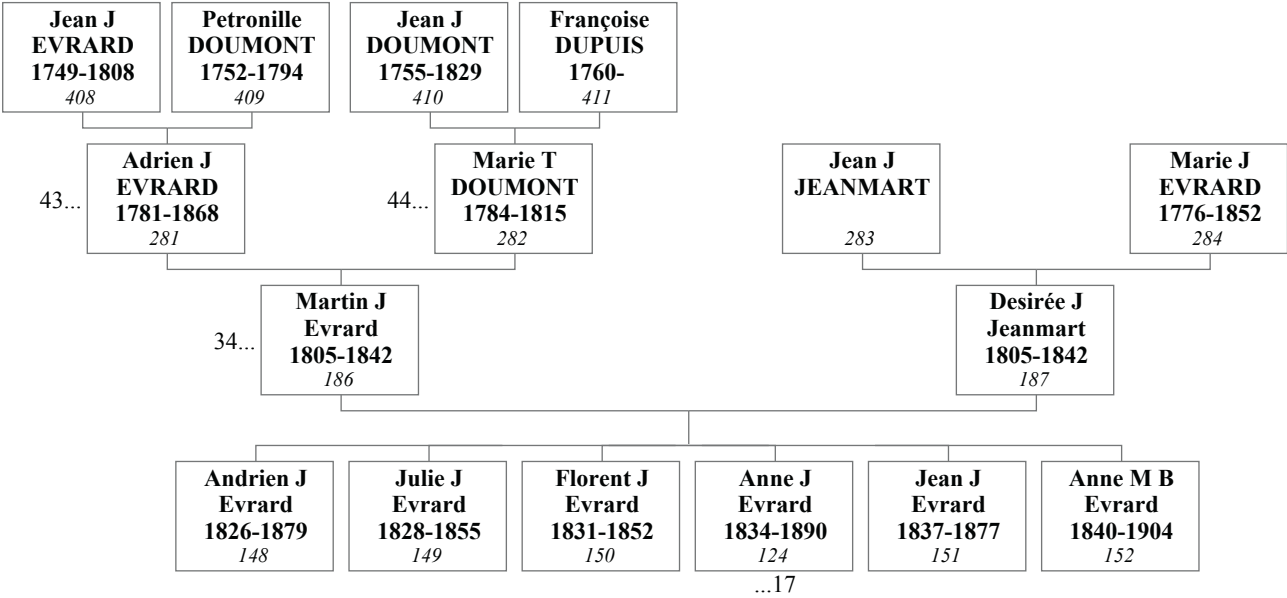 Jean J
EVRARD
1749-1808
408
Petronille
DOUMONT
1752-1794
409
Jean J
DOUMONT
1755-1829
410
Françoise
DUPUIS
1760-
411
43...
Adrien J
EVRARD
1781-1868
281
44...
Marie T
DOUMONT
1784-1815
282
Jean J
JEANMART
283
Marie J
EVRARD
1776-1852
284
34...
Martin J
Evrard
1805-1842
186
Desirée J
Jeanmart
1805-1842
187
Andrien J
Evrard
1826-1879
148
Julie J
Evrard
1828-1855
149
Florent J
Evrard
1831-1852
150
Anne J
Evrard
1834-1890
124
Jean J
Evrard
1837-1877
151
Anne M B
Evrard
1840-1904
152
...17